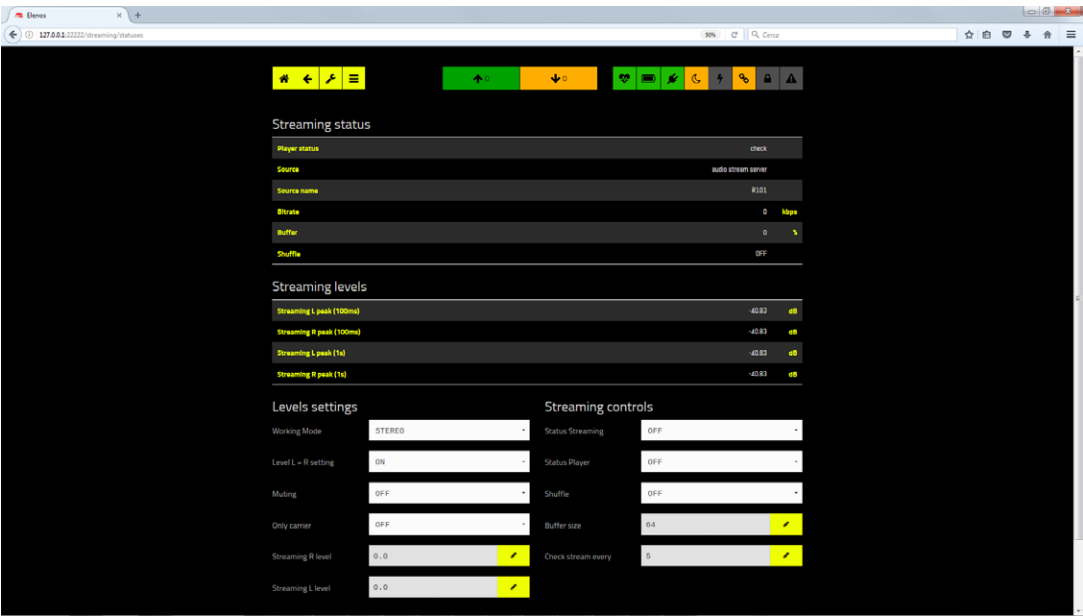 Elenos
127.0.0.1:22222/streaming/statuses
90%
Cerca
0
0
Streaming status
Player status check
Source audio stream server
Source name R101
Bitrate 0 kbps
Buffer 0 %
Shuffle OFF
Streaming levels
Streaming L peak (100ms) -40.83 dB
Streaming R peak (100ms) -40.83 dB
Streaming L peak (1s) -40.83 dB
Streaming R peak (1s) -40.83 dB
Levels settings
Working Mode STEREO
Level L = R setting ON
Muting OFF
Only carrier OFF
Streaming R level 0.0
Streaming L level 0.0
Streaming controls
Status Streaming OFF
Status Player OFF
Shuffle OFF
Buffer size 64
Check stream every 5